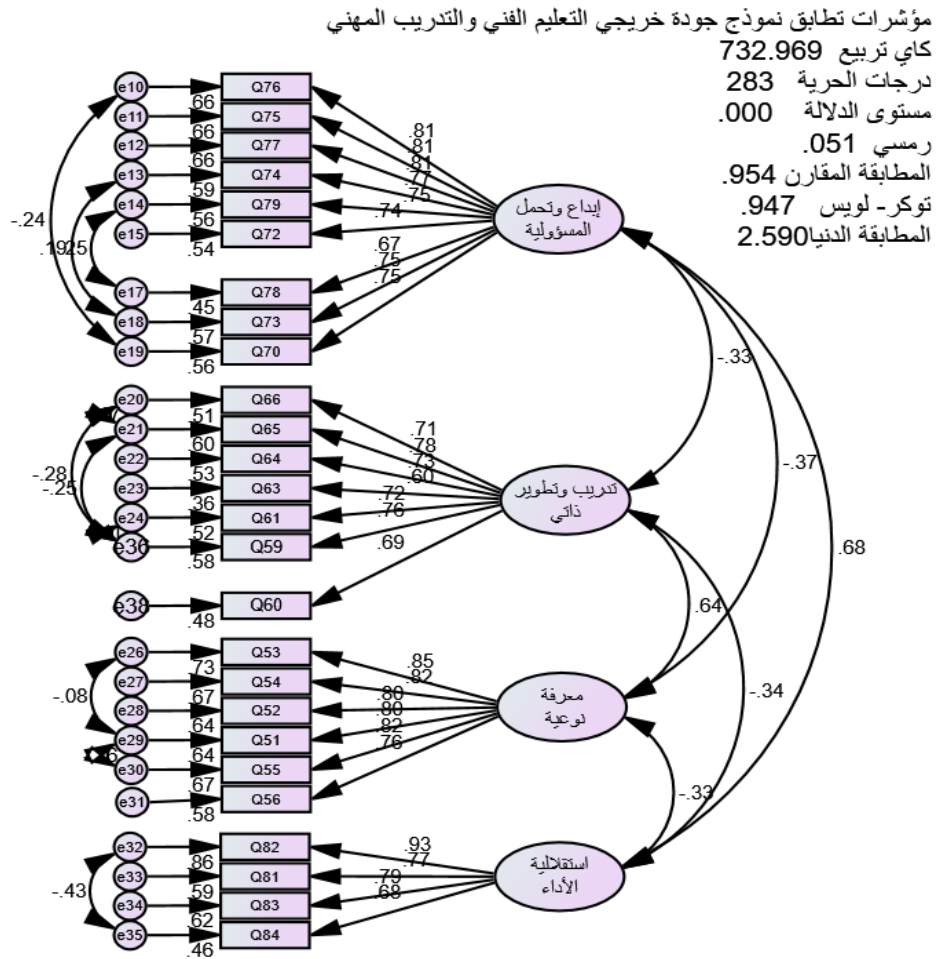 مؤشرات تطابق نموذج جودة خريجي التعليم الفني والتدريب المهني
كاي تربيع 732.969
درجات الحرية 283
مستوى الدلالة .000
رمسي .051
المطابقة المقارن .954
توكر- لويس .947
المطابقة الدنيا2.590
e10 .66 Q76 .81
e11 .66 Q75 .81
e12 .66 Q77 .81
e13 .59 Q74 .77
e14 .56 Q79 .75
e15 .54 Q72 .74
e17 .45 Q78 .67
e18 .57 Q73 .75
e19 .56 Q70 .75
-.24
.19
.25
إبداع وتحمل
المسؤولية
e20 .51 Q66 .71
e21 .60 Q65 .78
e22 .53 Q64 .73
e23 .36 Q63 .60
e24 .52 Q61 .72
e36 .58 Q59 .76
e38 .48 Q60 .69
-.28
-.25
تدريب وتطوير
ذاتي
e26 .73 Q53 .85
e27 .67 Q54 .82
e28 .64 Q52 .80
e29 .64 Q51 .80
e30 .67 Q55 .82
e31 .58 Q56 .76
-.08
معرفة
نوعية
e32 .86 Q82 .93
e33 .59 Q81 .77
e34 .62 Q83 .79
e35 .46 Q84 .68
-.43
استقلالية
الأداء
-.33
-.37
.68
.64
-.34
-.33